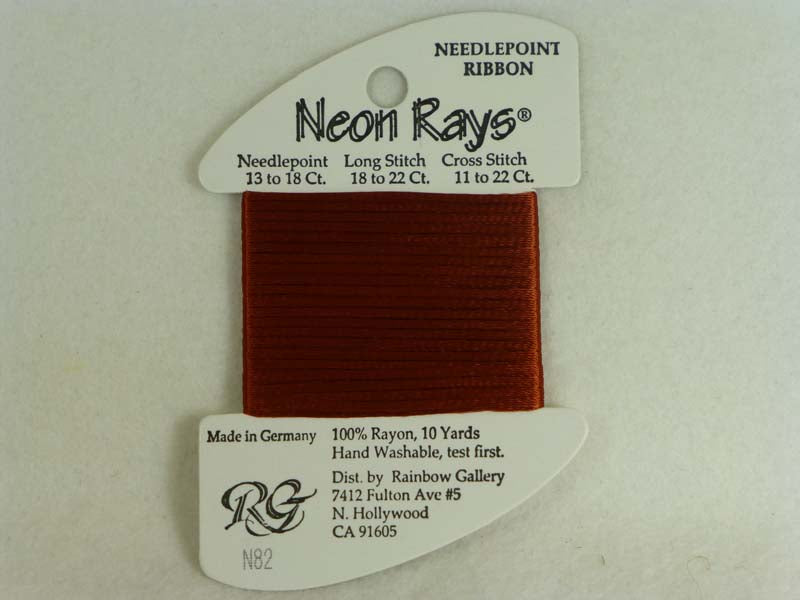 NEEDLEPOINT
RIBBON
Neon Rays®
Needlepoint Long Stitch Cross Stitch
13 to 18 Ct. 18 to 22 Ct. 11 to 22 Ct.
Made in Germany 100% Rayon, 10 Yards
Hand Washable, test first.
Dist. by Rainbow Gallery
7412 Fulton Ave #5
N. Hollywood
CA 91605
RG
N82